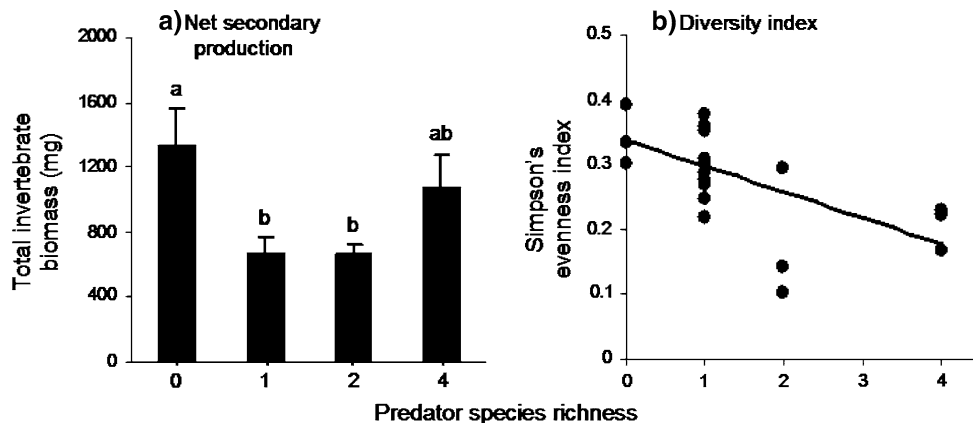 a) Net secondary
production
2000
1600
1200
800
400
0
Total invertebrate
biomass (mg)
a
b
b
ab
0 1 2 4
b) Diversity index
0.5
0.4
0.3
0.2
0.1
0
Simpson's
evenness index
0 1 2 3 4
Predator species richness